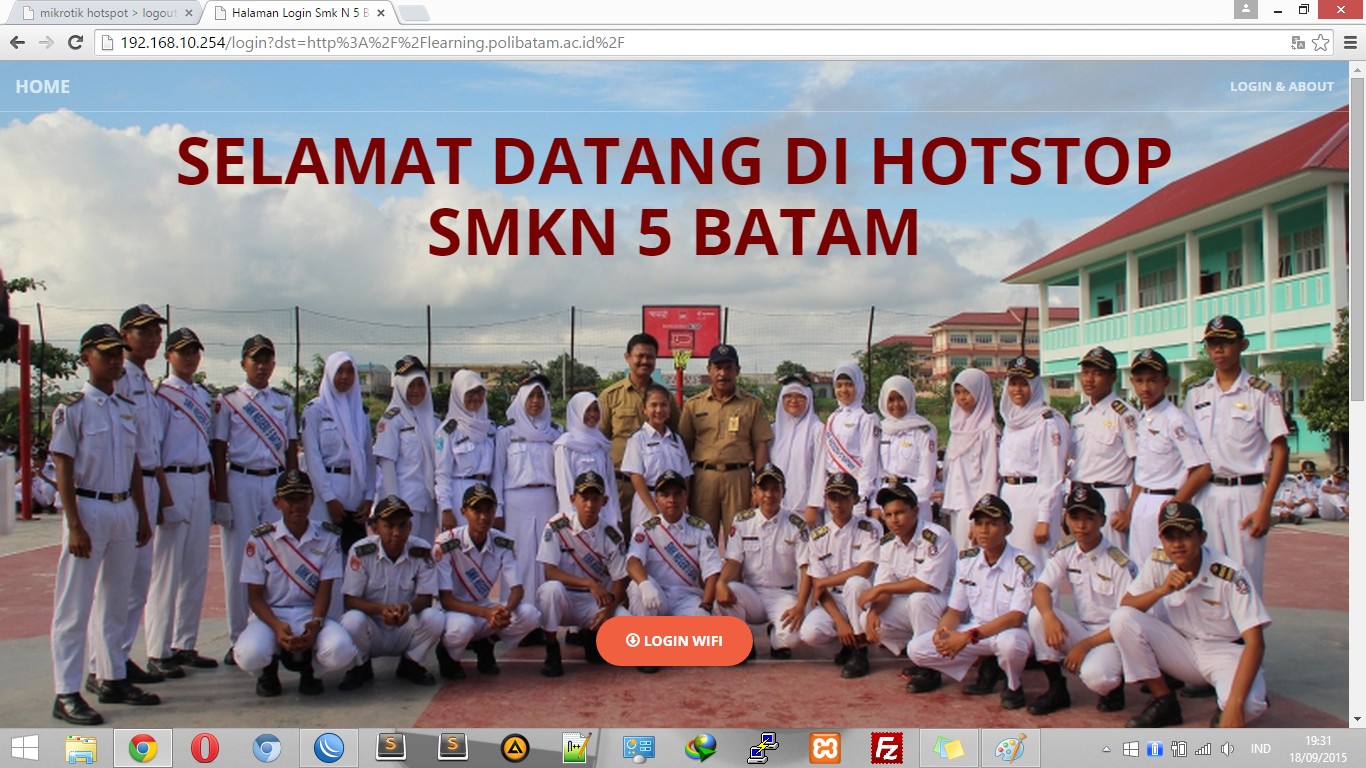 mikrotik hotspot > logout
Halaman Login Smk N 5 B
192.168.10.254/login?dst=http%3A%2F%2Flearning.polibatam.ac.id%2F
HOME
LOGIN & ABOUT
SELAMAT DATANG DI HOTSTOP
SMKN 5 BATAM
LOGIN WIFI
IND
19:31
18/09/2015